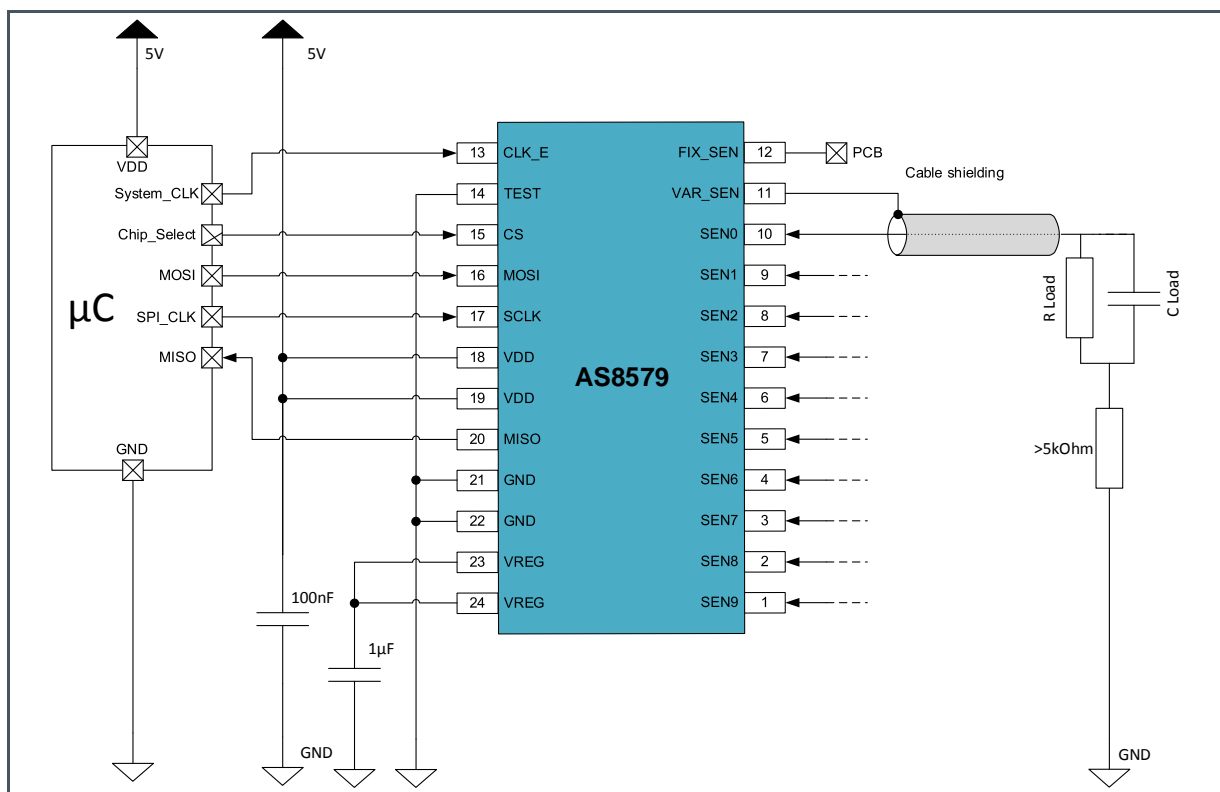 5V
5V
VDD
System_CLK
Chip_Select
MOSI
µC
SPI_CLK
MISO
GND
13 CLK_E
14 TEST
15 CS
16 MOSI
17 SCLK
18 VDD
19 VDD
20 MISO
21 GND
22 GND
23 VREG
24 VREG
AS8579
FIX_SEN 12
VAR_SEN 11
SEN0 10
SEN1 9
SEN2 8
SEN3 7
SEN4 6
SEN5 5
SEN6 4
SEN7 3
SEN8 2
SEN9 1
PCB
Cable shielding
R Load
C Load
>5kOhm
100nF
1µF
GND
GND